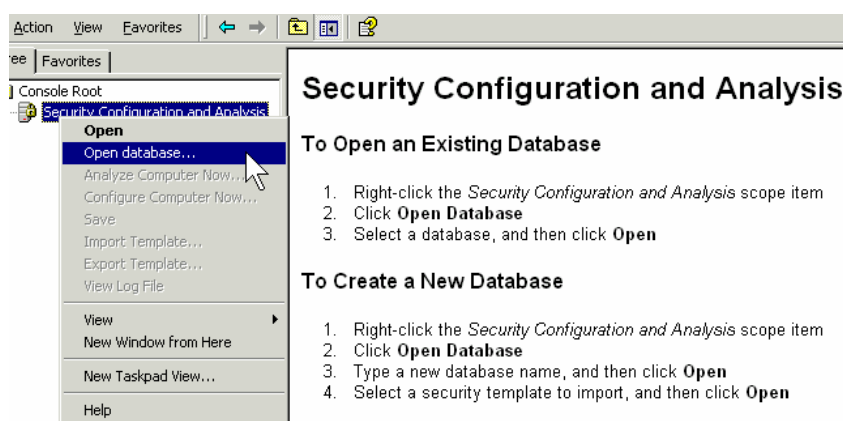 Action View Favorites
ree Favorites
Console Root
Security Configuration and Analysis
Open
Open database...
Analyze Computer Now...
Configure Computer Now...
Save
Import Template...
Export Template...
View Log File
View
New Window from Here
New Taskpad View...
Help
Security Configuration and Analysis
To Open an Existing Database
1. Right-click the Security Configuration and Analysis scope item
2. Click Open Database
3. Select a database, and then click Open
To Create a New Database
1. Right-click the Security Configuration and Analysis scope item
2. Click Open Database
3. Type a new database name, and then click Open
4. Select a security template to import, and then click Open